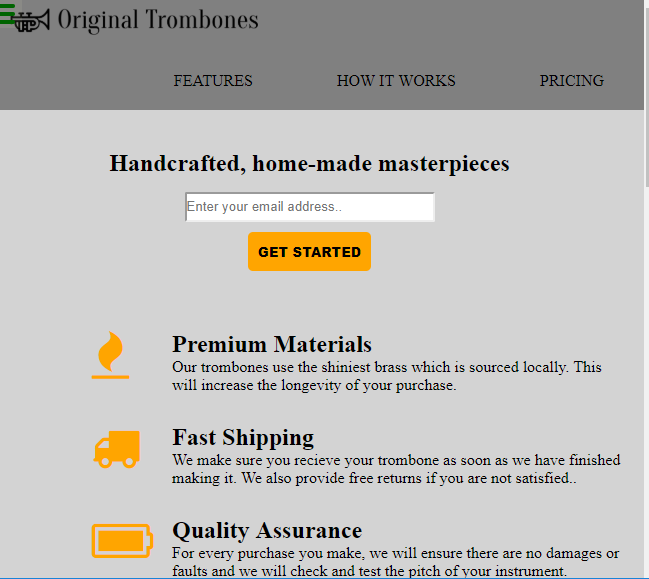 Original Trombones
FEATURES HOW IT WORKS PRICING
Handcrafted, home-made masterpieces
Enter your email address..
GET STARTED
Premium Materials
Our trombones use the shiniest brass which is sourced locally. This
will increase the longevity of your purchase.
Fast Shipping
We make sure you recieve your trombone as soon as we have finished
making it. We also provide free returns if you are not satisfied..
Quality Assurance
For every purchase you make, we will ensure there are no damages or
faults and we will check and test the pitch of your instrument.